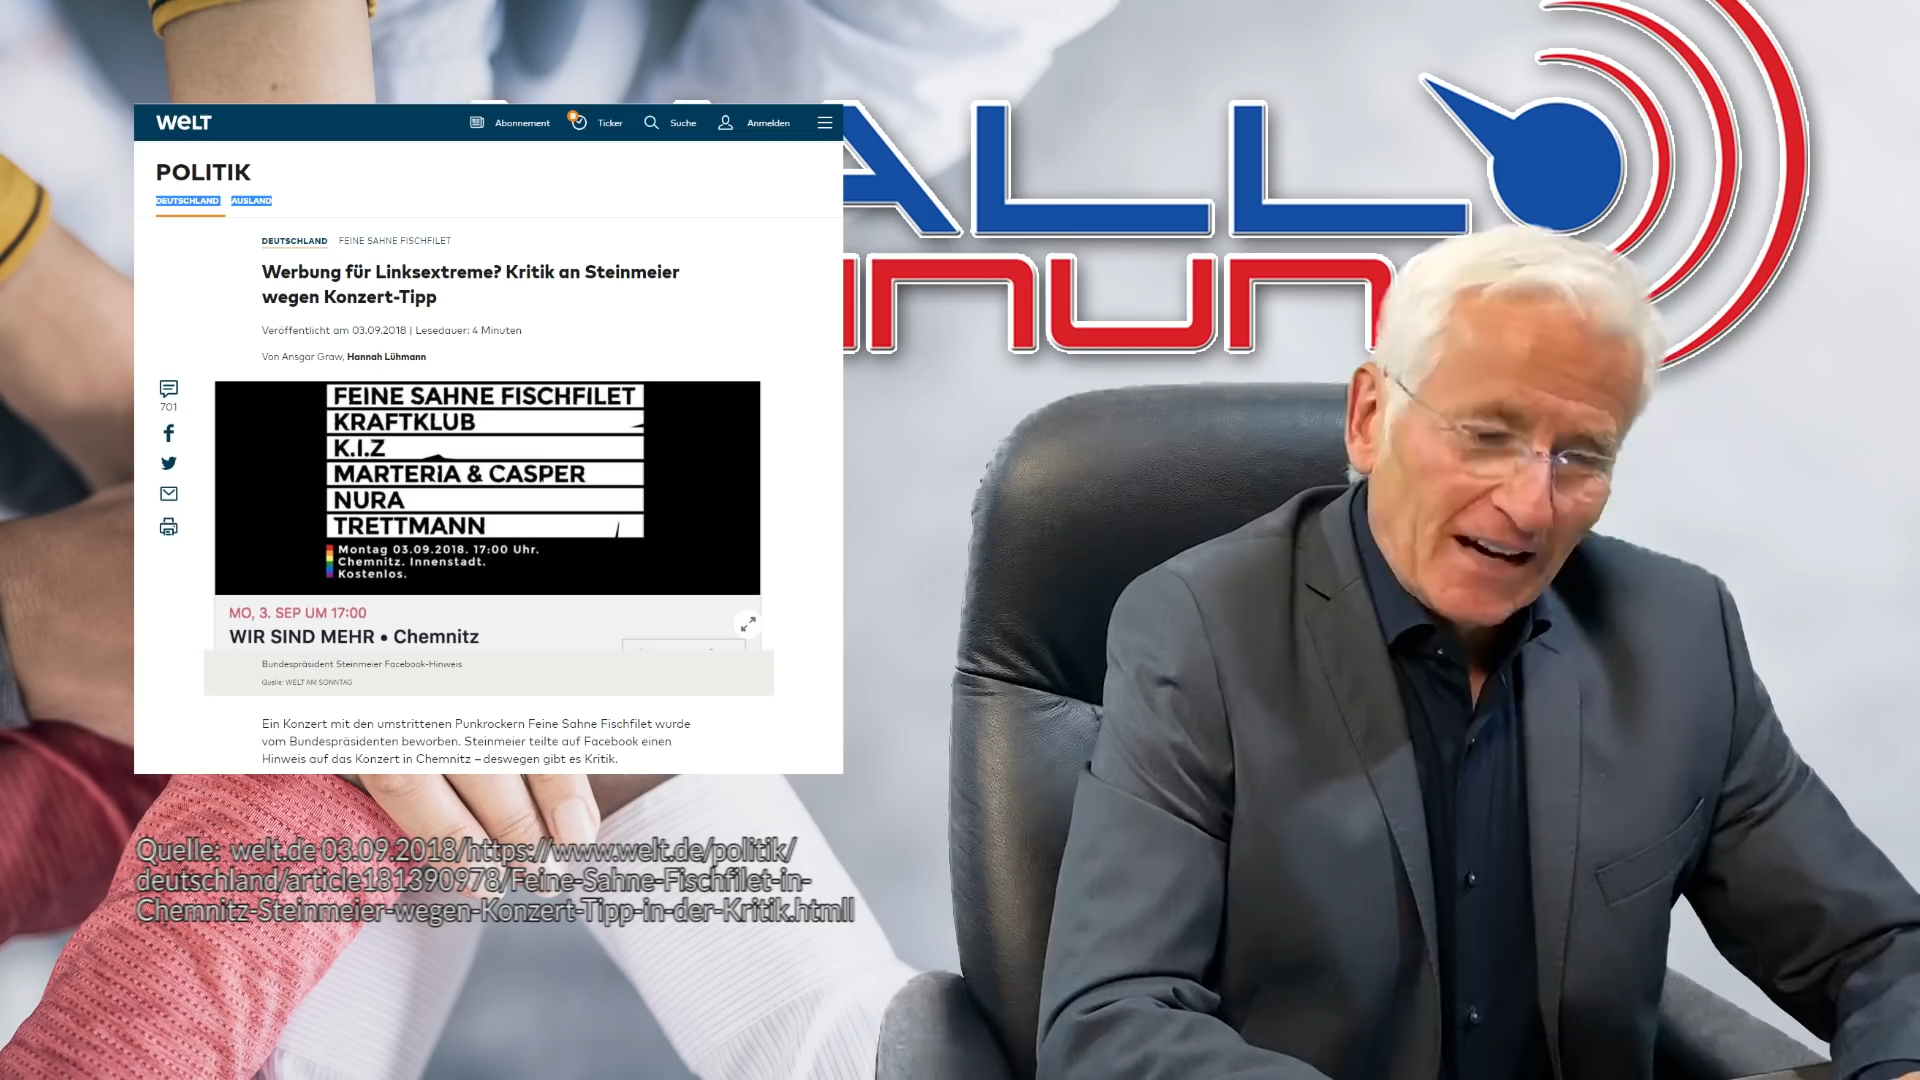 WELT
Abonnement Ticker Suche Anmelden
POLITIK
DEUTSCHLAND AUSLAND
DEUTSCHLAND FEINE SAHNE FISCHFILET
Werbung für Linksextreme? Kritik an Steinmeier
wegen Konzert-Tipp
Veröffentlicht am 03.09.2018 | Lesedauer: 4 Minuten
Von Ansgar Graw, Hannah Lühmann
701
FEINE SAHNE FISCHFILET
KRAFTKLUB
K.I.Z
MARTERIA & CASPER
NURA
TRETTMANN
Montag 03.09.2018. 17:00 Uhr.
Chemnitz. Innenstadt.
Kostenlos.
MO, 3. SEP UM 17:00
WIR SIND MEHR • Chemnitz
Bundespräsident Steinmeier Facebook-Hinweis
Quelle: WELT AM SONNTAG
Ein Konzert mit den umstrittenen Punkrockern Feine Sahne Fischfilet wurde
vom Bundespräsidenten beworben. Steinmeier teilte auf Facebook einen
Hinweis auf das Konzert in Chemnitz – deswegen gibt es Kritik.
Quelle: welt.de 03.09.2018/https://www.welt.de/politik/
deutschland/article181390978/Feine-Sahne-Fischfilet-in-
Chemnitz-Steinmeier-wegen-Konzert-Tipp-in-der-Kritik.htmll